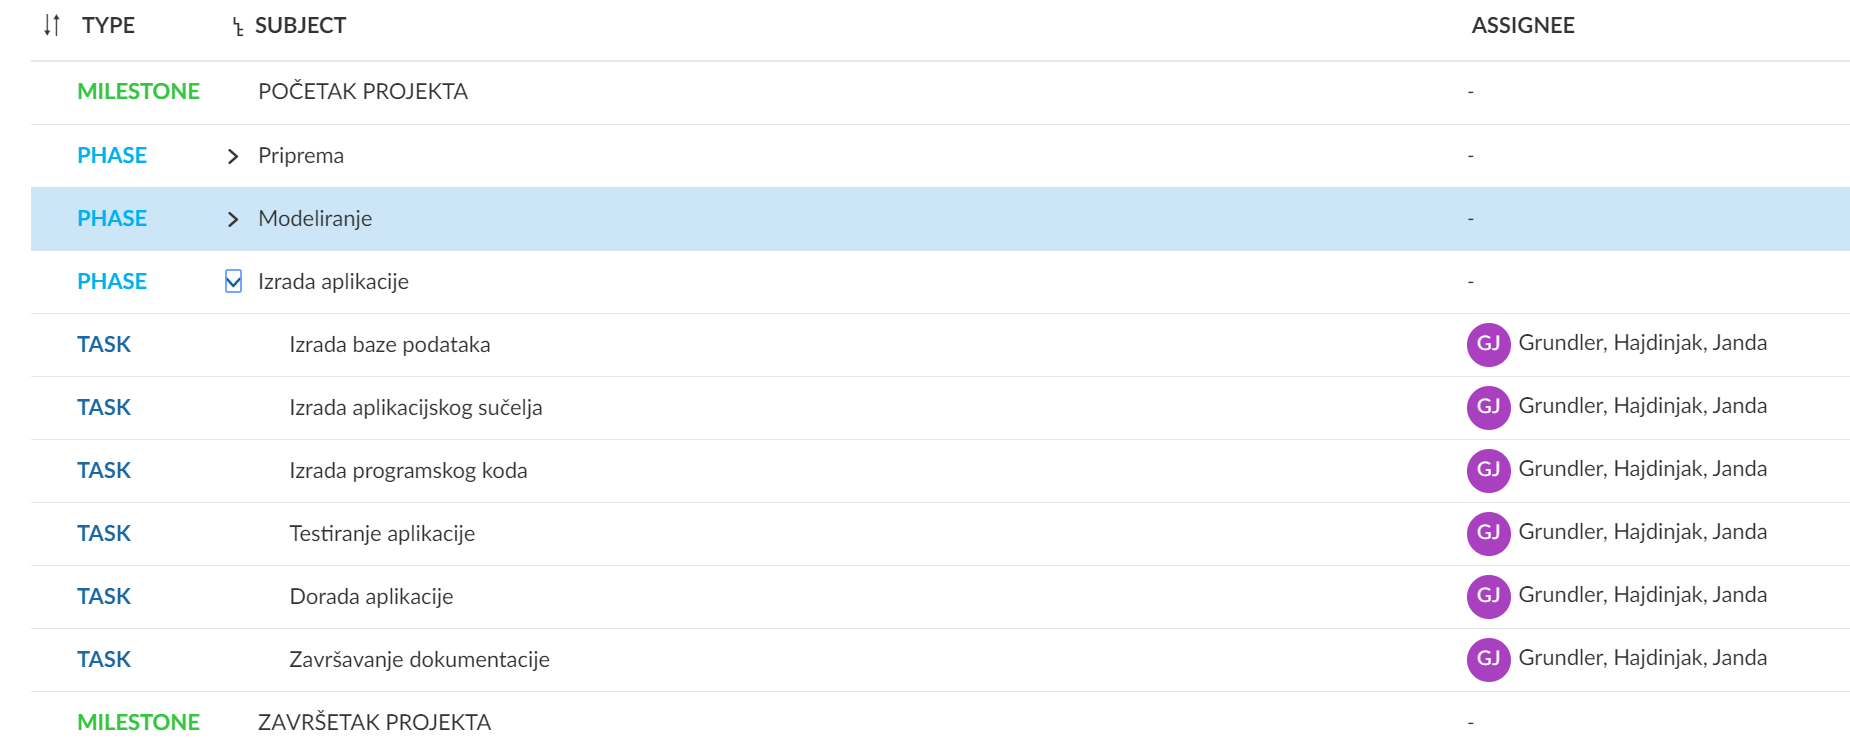 TYPE SUBJECT ASSIGNEE
MILESTONE POČETAK PROJEKTA -
PHASE Priprema -
PHASE Modeliranje -
PHASE Izrada aplikacije -
TASK Izrada baze podataka GJ Grundler, Hajdinjak, Janda
TASK Izrada aplikacijskog sučelja GJ Grundler, Hajdinjak, Janda
TASK Izrada programskog koda GJ Grundler, Hajdinjak, Janda
TASK Testiranje aplikacije GJ Grundler, Hajdinjak, Janda
TASK Dorada aplikacije GJ Grundler, Hajdinjak, Janda
TASK Završavanje dokumentacije GJ Grundler, Hajdinjak, Janda
MILESTONE ZAVRŠETAK PROJEKTA -